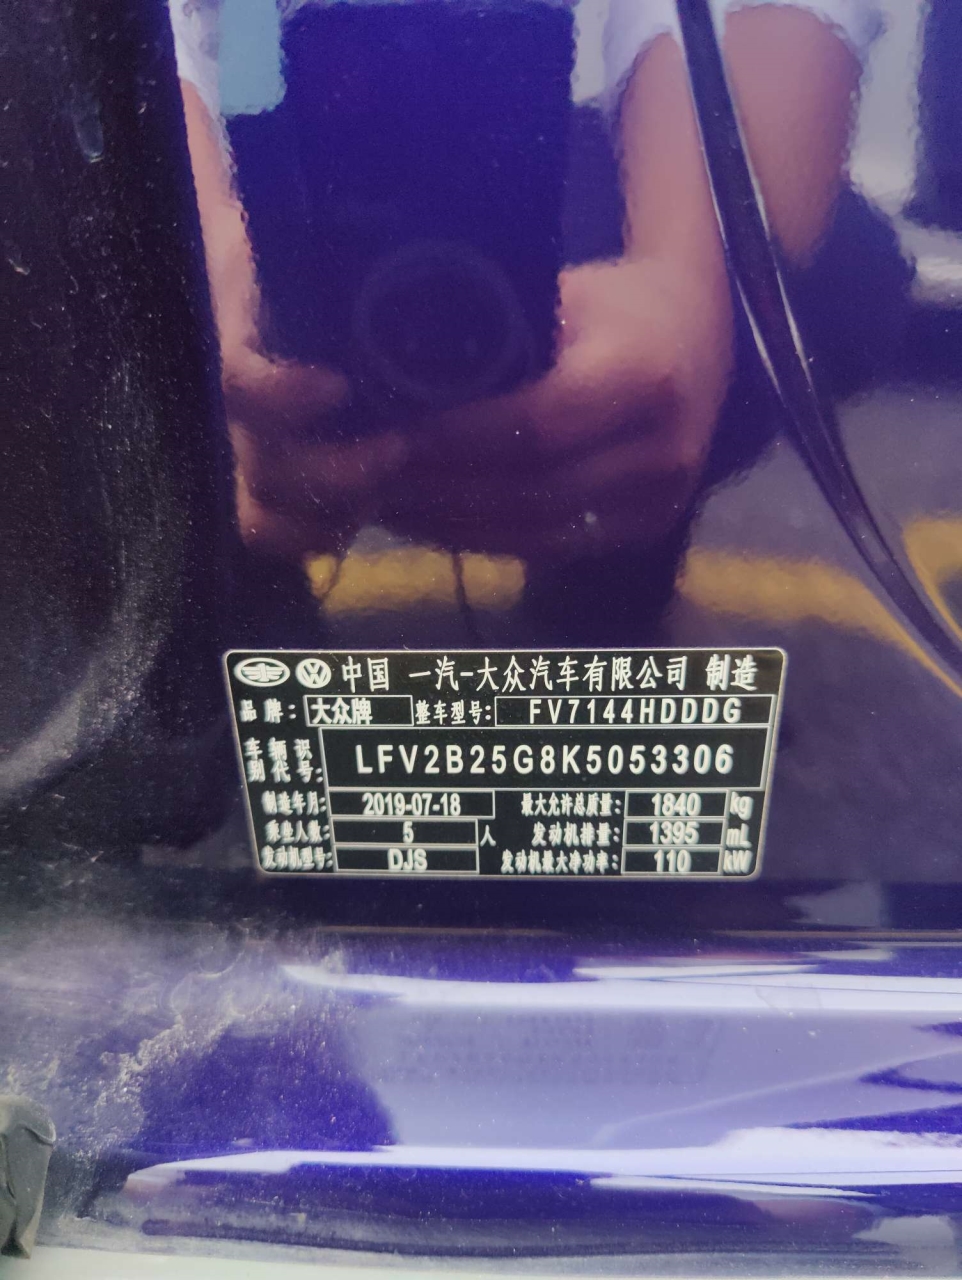 中国 一汽-大众汽车有限公司 制造
品牌: 大众牌 整车型号: FV7144HDDDG
车辆识别代号: LFV2B25G8K5053306
制造年月: 2019-07-18 最大允许总质量: 1840 kg
乘坐人数: 5 人 发动机排量: 1395 mL
发动机型号: DJS 发动机最大净功率: 110 kW